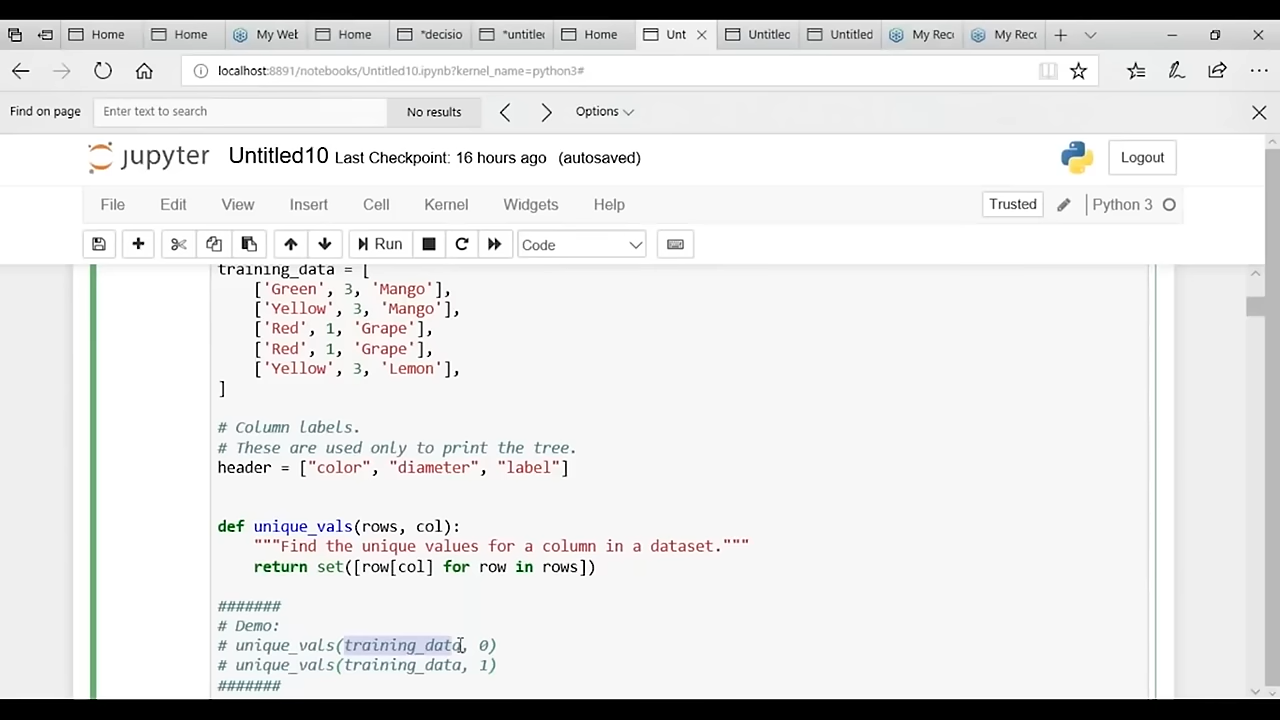 Home
Home
My Wel
Home
*decisio
*untitle
Home
Unt
Untitlec
Untitled
My Rec
My Rec
localhost:8891/notebooks/Untitled10.ipynb?kernel_name=python3#
Find on page
Enter text to search
No results
Options
jupyter
Untitled10 Last Checkpoint: 16 hours ago (autosaved)
Logout
File Edit View Insert Cell Kernel Widgets Help
Trusted
Python 3
Run
Code
training_data = [
['Green', 3, 'Mango'],
['Yellow', 3, 'Mango'],
['Red', 1, 'Grape'],
['Red', 1, 'Grape'],
['Yellow', 3, 'Lemon'],
]
# Column labels.
# These are used only to print the tree.
header = ["color", "diameter", "label"]
def unique_vals(rows, col):
"""Find the unique values for a column in a dataset."""
return set([row[col] for row in rows])
#######
# Demo:
# unique_vals(training_data, 0)
# unique_vals(training_data, 1)
#######